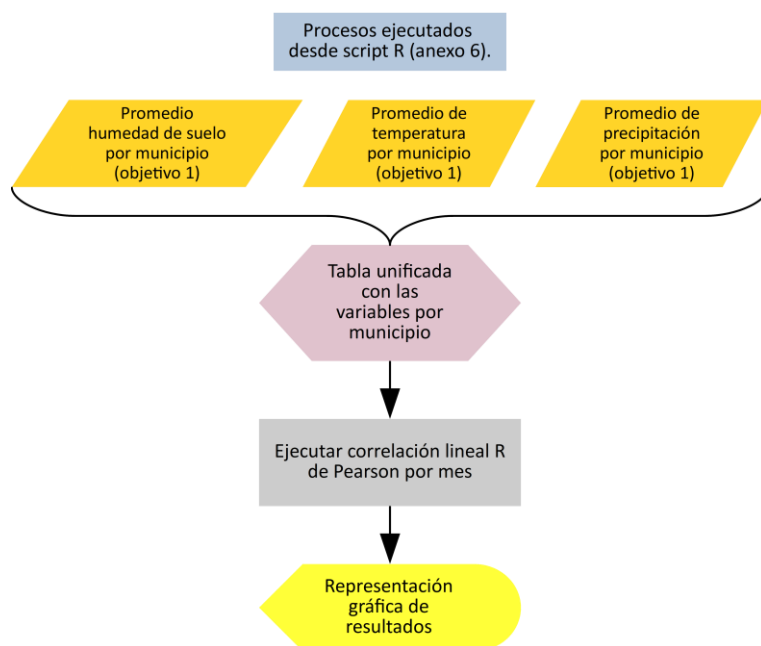 Procesos ejecutados
desde script R (anexo 6).
Promedio
humedad de suelo
por municipio
(objetivo 1)
Promedio de
temperatura
por municipio
(objetivo 1)
Promedio de
precipitación
por municipio
(objetivo 1)
Tabla unificada
con las
variables por
municipio
Ejecutar correlación lineal R
de Pearson por mes
Representación
gráfica de
resultados